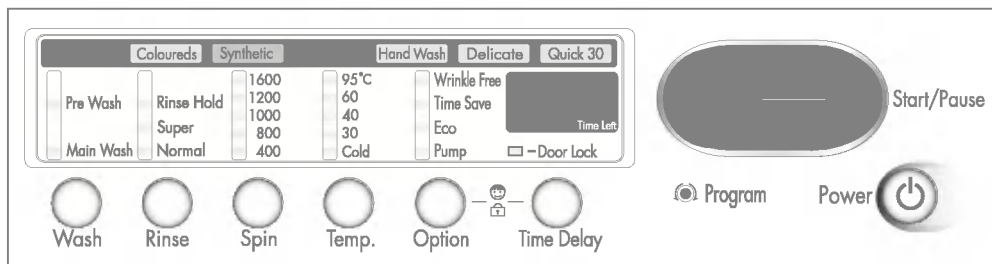 Coloureds Synthetic Hand Wash Delicate Quick 30
Pre Wash
Main Wash
Rinse Hold
Super
Normal
1600
1200
1000
800
400
95°C
60
40
30
Cold
Wrinkle Free
Time Save
Eco
Pump
Time Left
Door Lock
Start/Pause
Program
Power
Wash Rinse Spin Temp. Option Time Delay